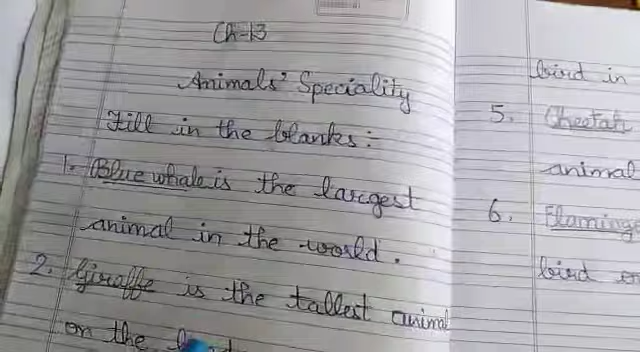 Ch-13
Animals' Speciality
Fill in the blanks:-
1. Blue whale is the largest
animal in the world.
2. Giraffe is the tallest animal
on the
bird in
5. Cheetah
animal
6. Flamingo
bird